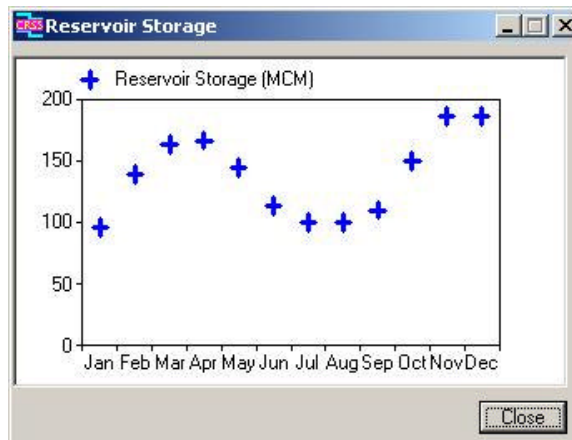 CRSS Reservoir Storage
Reservoir Storage (MCM)
200
150
100
50
0
Jan Feb Mar Apr May Jun Jul Aug Sep Oct Nov Dec
Close